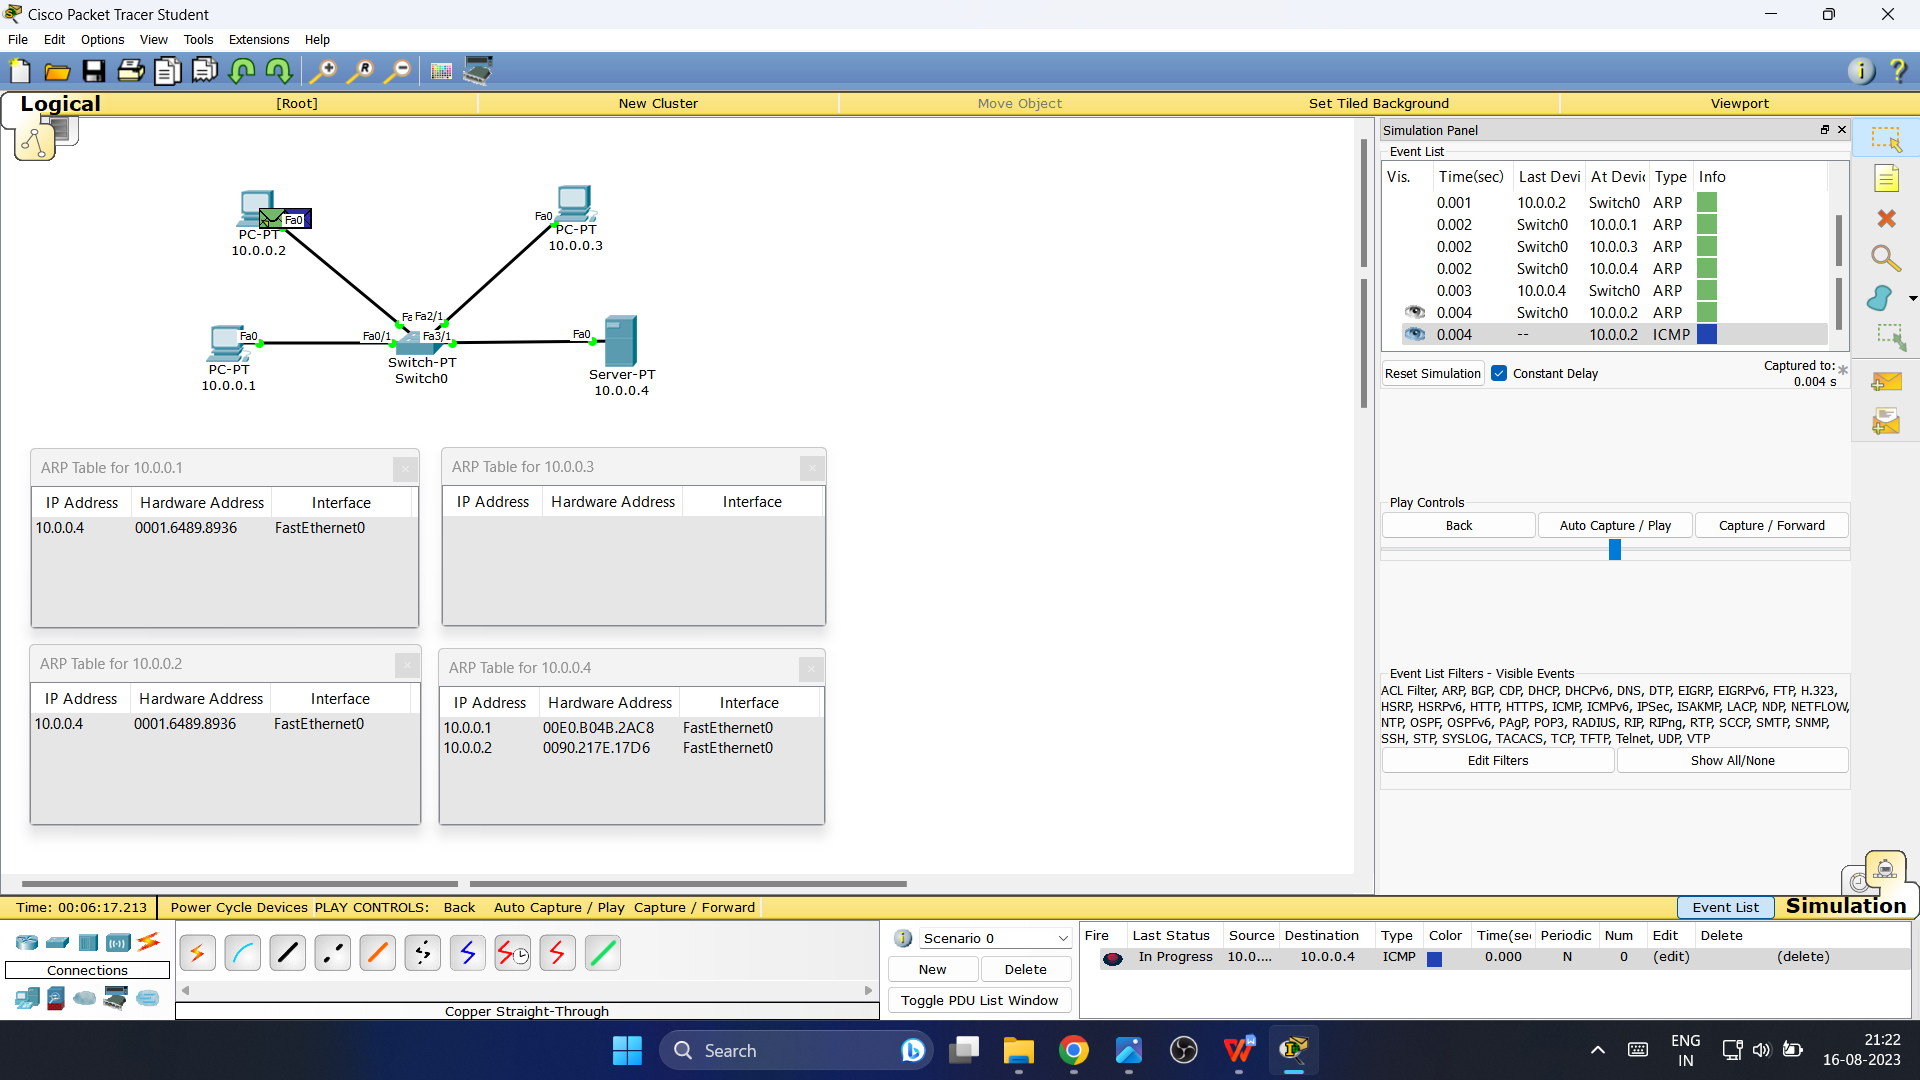 Cisco Packet Tracer Student
File Edit Options View Tools Extensions Help
Logical [Root] New Cluster Move Object Set Tiled Background Viewport
Fa0
PC-PT
10.0.0.2
Fa0
PC-PT
10.0.0.3
Fa0
PC-PT
10.0.0.1
Fa Fa2/1
Fa0/1 Fa3/1
Switch-PT
Switch0
Fa0
Server-PT
10.0.0.4
ARP Table for 10.0.0.1
IP Address Hardware Address Interface
10.0.0.4 0001.6489.8936 FastEthernet0
ARP Table for 10.0.0.3
IP Address Hardware Address Interface
ARP Table for 10.0.0.2
IP Address Hardware Address Interface
10.0.0.4 0001.6489.8936 FastEthernet0
ARP Table for 10.0.0.4
IP Address Hardware Address Interface
10.0.0.1 00E0.B04B.2AC8 FastEthernet0
10.0.0.2 0090.217E.17D6 FastEthernet0
Simulation Panel
Event List
Vis. Time(sec) Last Devi At Devic Type Info
0.001 10.0.0.2 Switch0 ARP
0.002 Switch0 10.0.0.1 ARP
0.002 Switch0 10.0.0.3 ARP
0.002 Switch0 10.0.0.4 ARP
0.003 10.0.0.4 Switch0 ARP
0.004 Switch0 10.0.0.2 ARP
0.004 -- 10.0.0.2 ICMP
Reset Simulation Constant Delay Captured to: *
0.004 s
Play Controls
Back Auto Capture / Play Capture / Forward
Event List Filters - Visible Events
ACL Filter, ARP, BGP, CDP, DHCP, DHCPv6, DNS, DTP, EIGRP, EIGRPv6, FTP, H.323,
HSRP, HSRPv6, HTTP, HTTPS, ICMP, ICMPv6, IPSec, ISAKMP, LACP, NDP, NETFLOW,
NTP, OSPF, OSPFv6, PAgP, POP3, RADIUS, RIP, RIPng, RTP, SCCP, SMTP, SNMP,
SSH, STP, SYSLOG, TACACS, TCP, TFTP, Telnet, UDP, VTP
Edit Filters Show All/None
Time: 00:06:17.213 Power Cycle Devices PLAY CONTROLS: Back Auto Capture / Play Capture / Forward Event List Simulation
Connections
Copper Straight-Through
Scenario 0
New Delete
Toggle PDU List Window
Fire Last Status Source Destination Type Color Time(sec Periodic Num Edit Delete
In Progress 10.0.... 10.0.0.4 ICMP 0.000 N 0 (edit) (delete)
Search
ENG
IN
21:22
16-08-2023